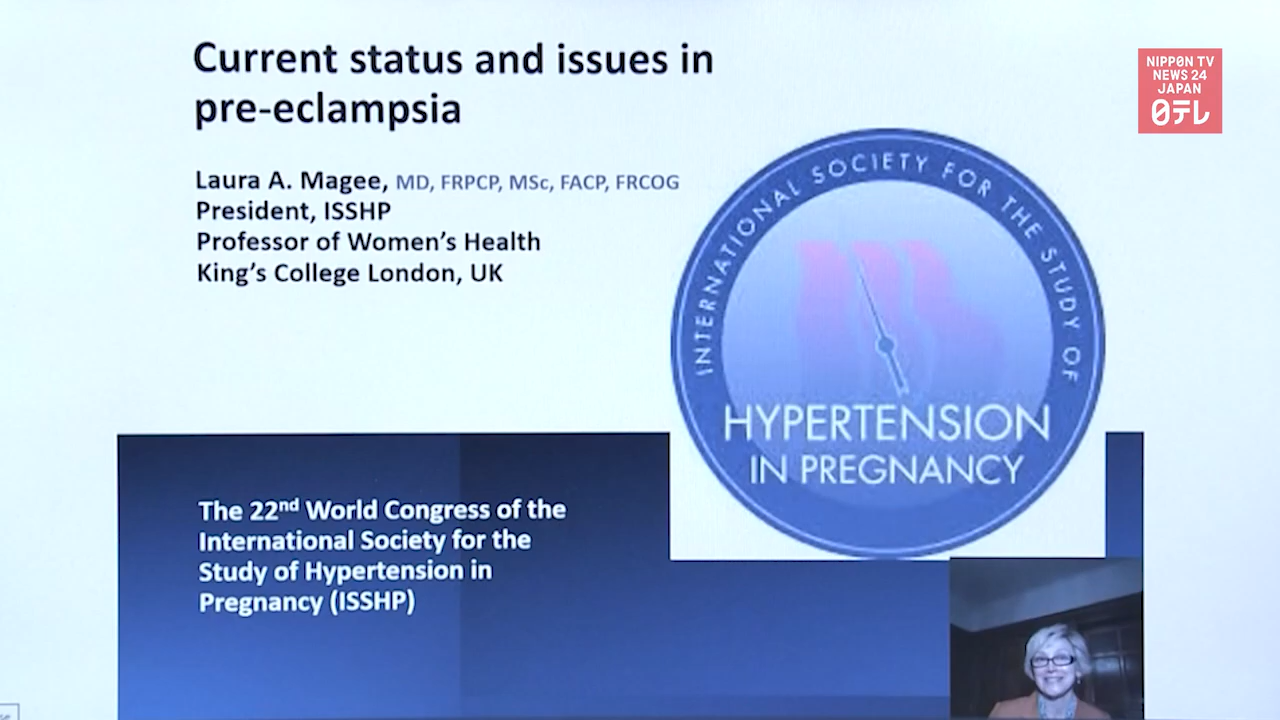 Current status and issues in
pre-eclampsia
Laura A. Magee, MD, FRPCP, MSc, FACP, FRCOG
President, ISSHP
Professor of Women's Health
King's College London, UK
INTERNATIONAL SOCIETY FOR THE STUDY OF
HYPERTENSION
IN PREGNANCY
The 22nd World Congress of the
International Society for the
Study of Hypertension in
Pregnancy (ISSHP)
NIPPON TV
NEWS 24
JAPAN
日テレ